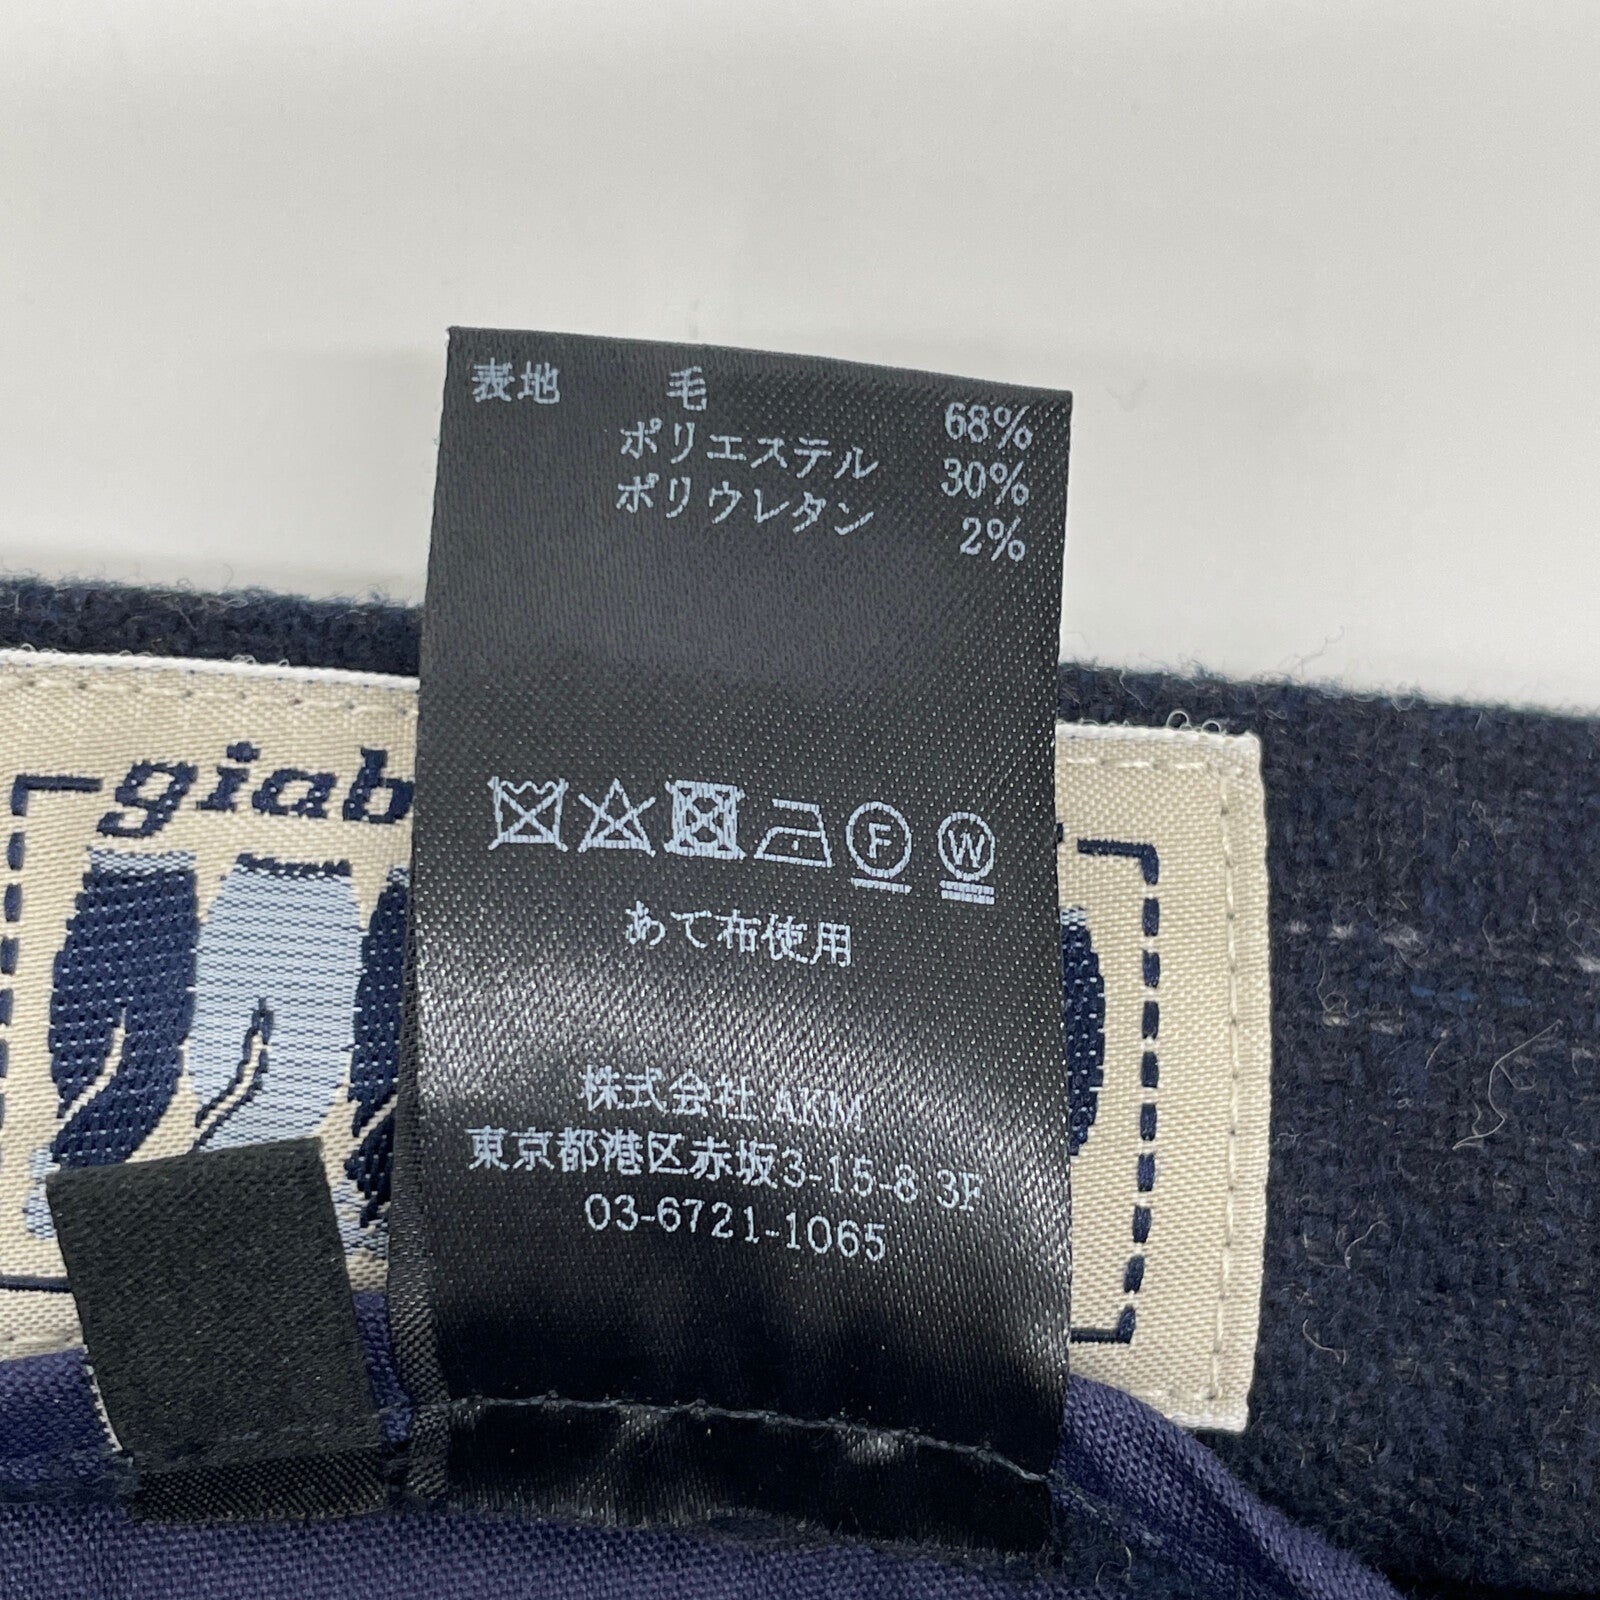 表地 毛 68%
ポリエステル 30%
ポリウレタン 2%
giab
F W
あて布使用
株式会社 AKM
東京都港区赤坂3-15-8 3F
03-6721-1065